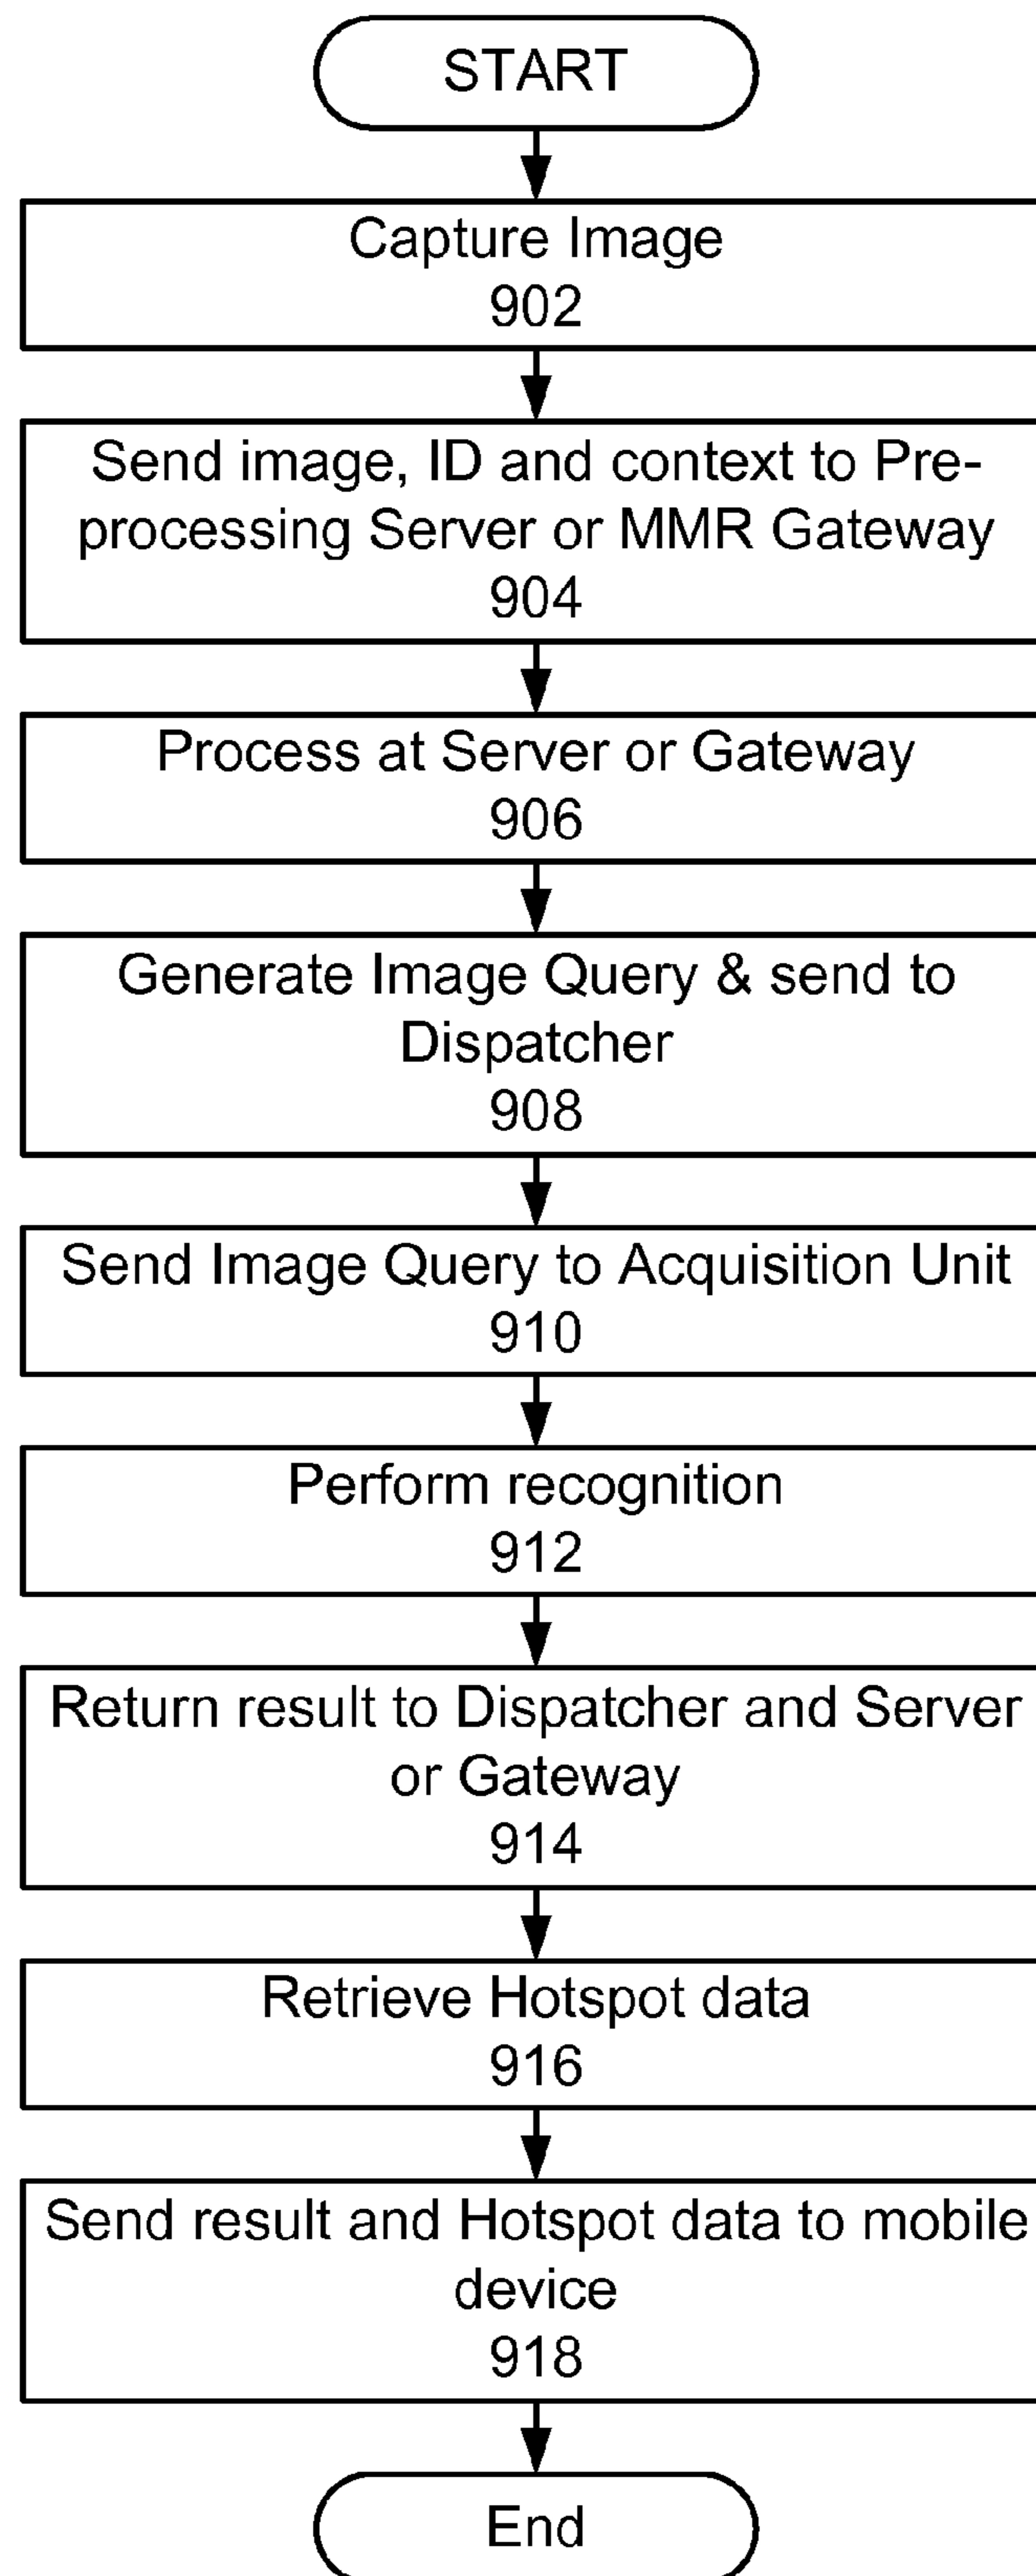 START
Capture Image
902
Send image, ID and context to Pre-
processing Server or MMR Gateway
904
Process at Server or Gateway
906
Generate Image Query & send to
Dispatcher
908
Send Image Query to Acquisition Unit
910
Perform recognition
912
Return result to Dispatcher and Server
or Gateway
914
Retrieve Hotspot data
916
Send result and Hotspot data to mobile
device
918
End